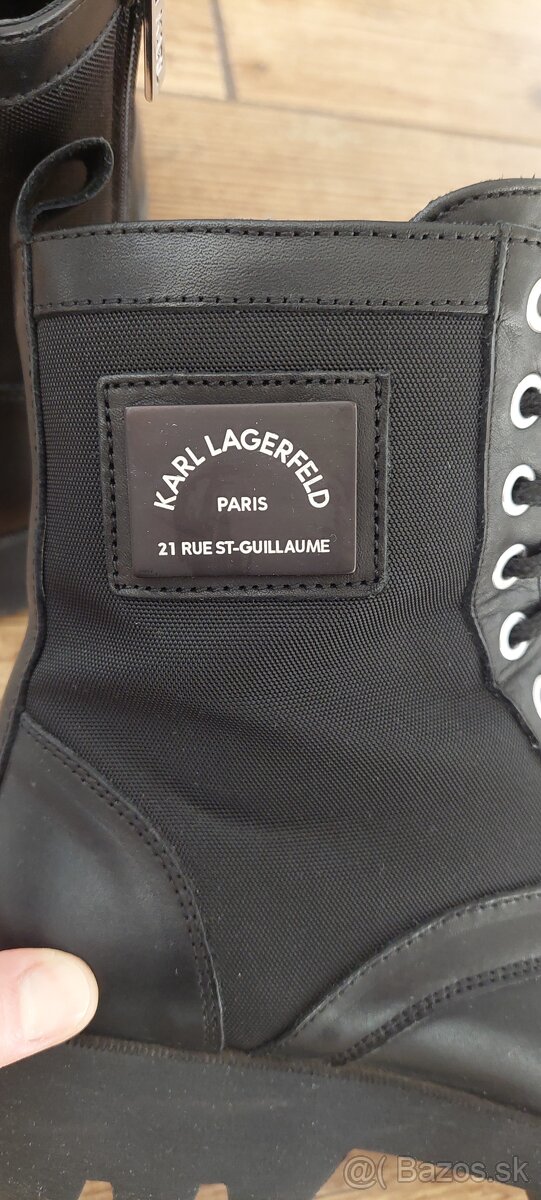 KARL LAGERFELD
PARIS
21 RUE ST-GUILLAUME
@ Bazos.sk